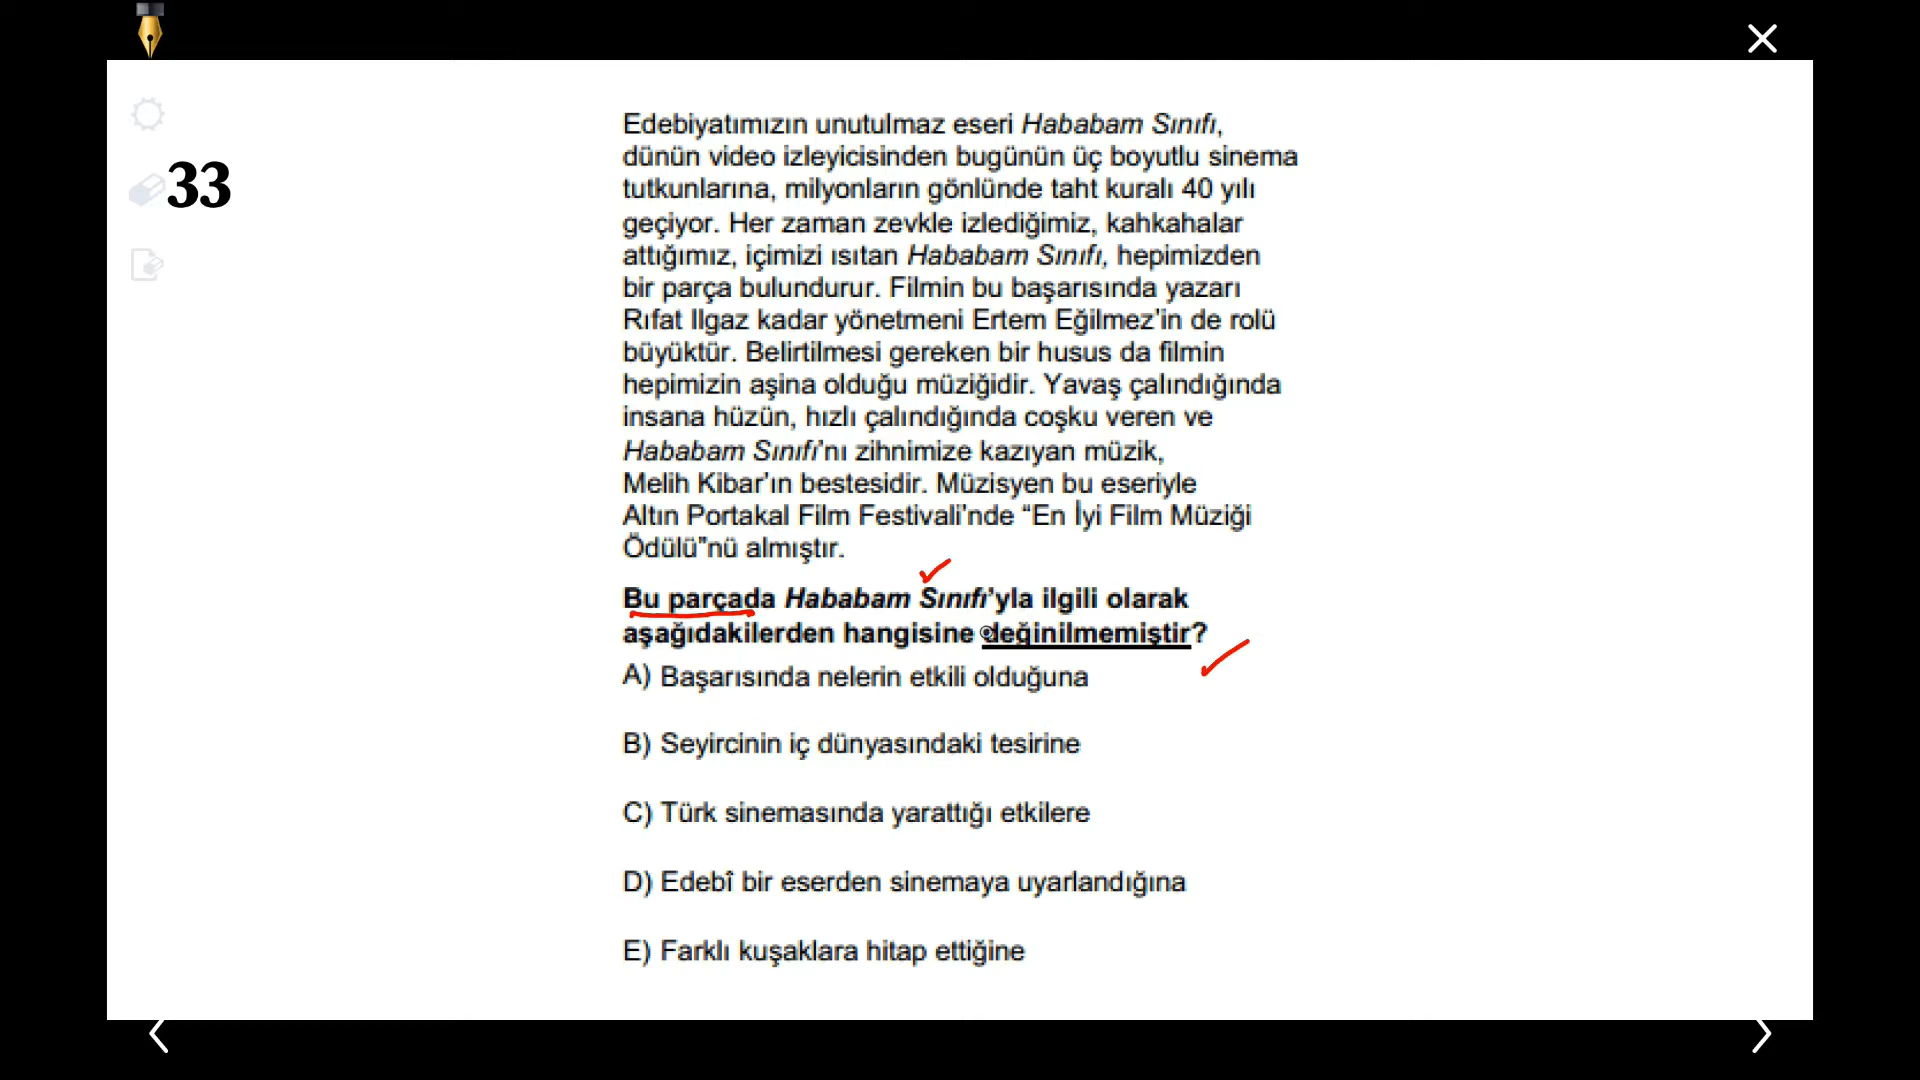 33
Edebiyatımızın unutulmaz eseri Hababam Sınıfı,
dünün video izleyicisinden bugünün üç boyutlu sinema
tutkunlarına, milyonların gönlünde taht kuralı 40 yılı
geçiyor. Her zaman zevkle izlediğimiz, kahkahalar
attığımız, içimizi ısıtan Hababam Sınıfı, hepimizden
bir parça bulundurur. Filmin bu başarısında yazarı
Rıfat Ilgaz kadar yönetmeni Ertem Eğilmez’in de rolü
büyüktür. Belirtilmesi gereken bir husus da filmin
hepimizin aşina olduğu müziğidir. Yavaş çalındığında
insana hüzün, hızlı çalındığında coşku veren ve
Hababam Sınıfı’nı zihnimize kazıyan müzik,
Melih Kibar’ın bestesidir. Müzisyen bu eseriyle
Altın Portakal Film Festivali’nde “En İyi Film Müziği
Ödülü”nü almıştır.
Bu parçada Hababam Sınıfı’yla ilgili olarak
aşağıdakilerden hangisine değinilmemiştir?
A) Başarısında nelerin etkili olduğuna
B) Seyircinin iç dünyasındaki tesirine
C) Türk sinemasında yarattığı etkilere
D) Edebî bir eserden sinemaya uyarlandığına
E) Farklı kuşaklara hitap ettiğine